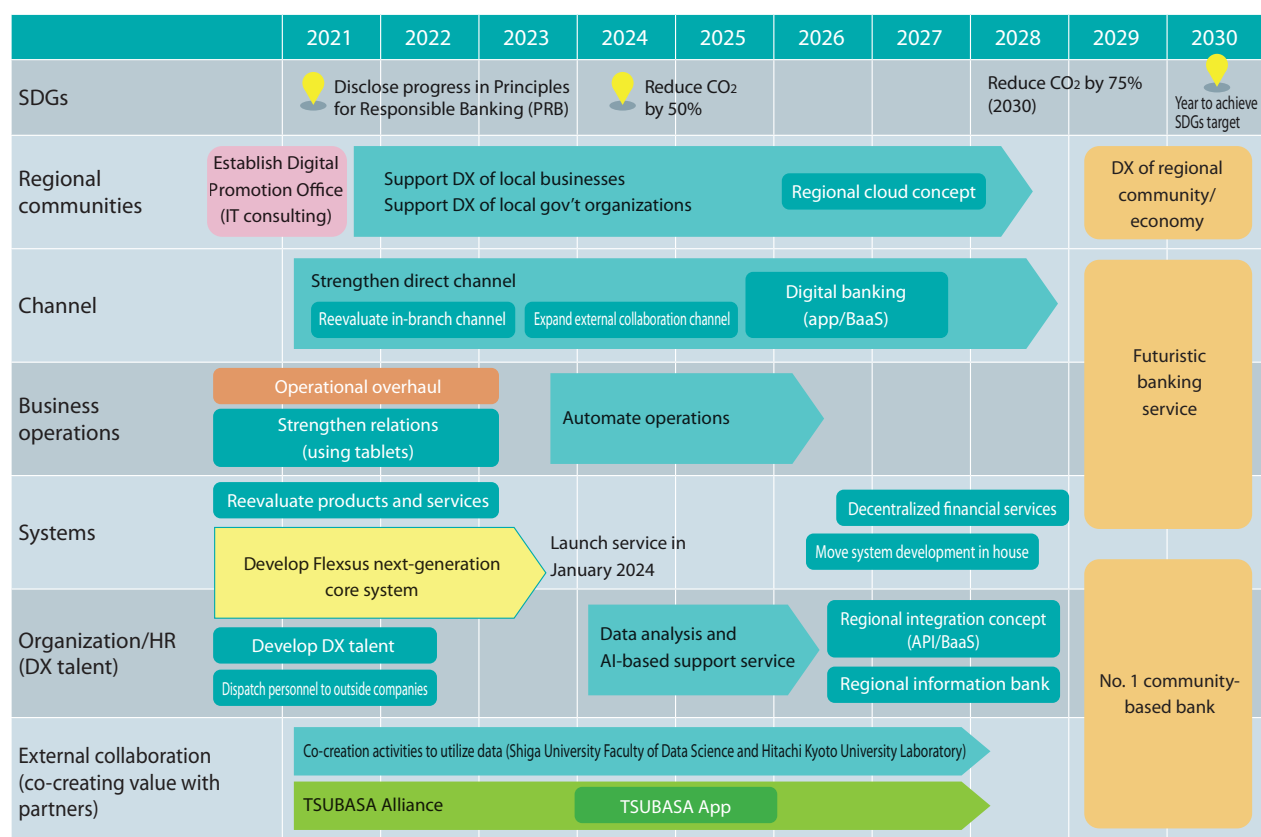 2021 2022 2023 2024 2025 2026 2027 2028 2029 2030
SDGs
Disclose progress in Principles
for Responsible Banking (PRB)
Reduce CO2
by 50%
Reduce CO2 by 75%
(2030)
Year to achieve
SDGs target
Regional
communities
Establish Digital
Promotion Office
(IT consulting)
Support DX of local businesses
Support DX of local gov't organizations
Regional cloud concept
DX of regional
community/
economy
Channel
Strengthen direct channel
Reevaluate in-branch channel
Expand external collaboration channel
Digital banking
(app/BaaS)
Futuristic
banking
service
Business
operations
Operational overhaul
Strengthen relations
(using tablets)
Automate operations
Systems
Reevaluate products and services
Develop Flexsus next-generation
core system
Launch service in
January 2024
Decentralized financial services
Move system development in house
Organization/HR
(DX talent)
Develop DX talent
Dispatch personnel to outside companies
Data analysis and
AI-based support service
Regional integration concept
(API/BaaS)
Regional information bank
No. 1 community-
based bank
External collaboration
(co-creating value with
partners)
Co-creation activities to utilize data (Shiga University Faculty of Data Science and Hitachi Kyoto University Laboratory)
TSUBASA Alliance
TSUBASA App